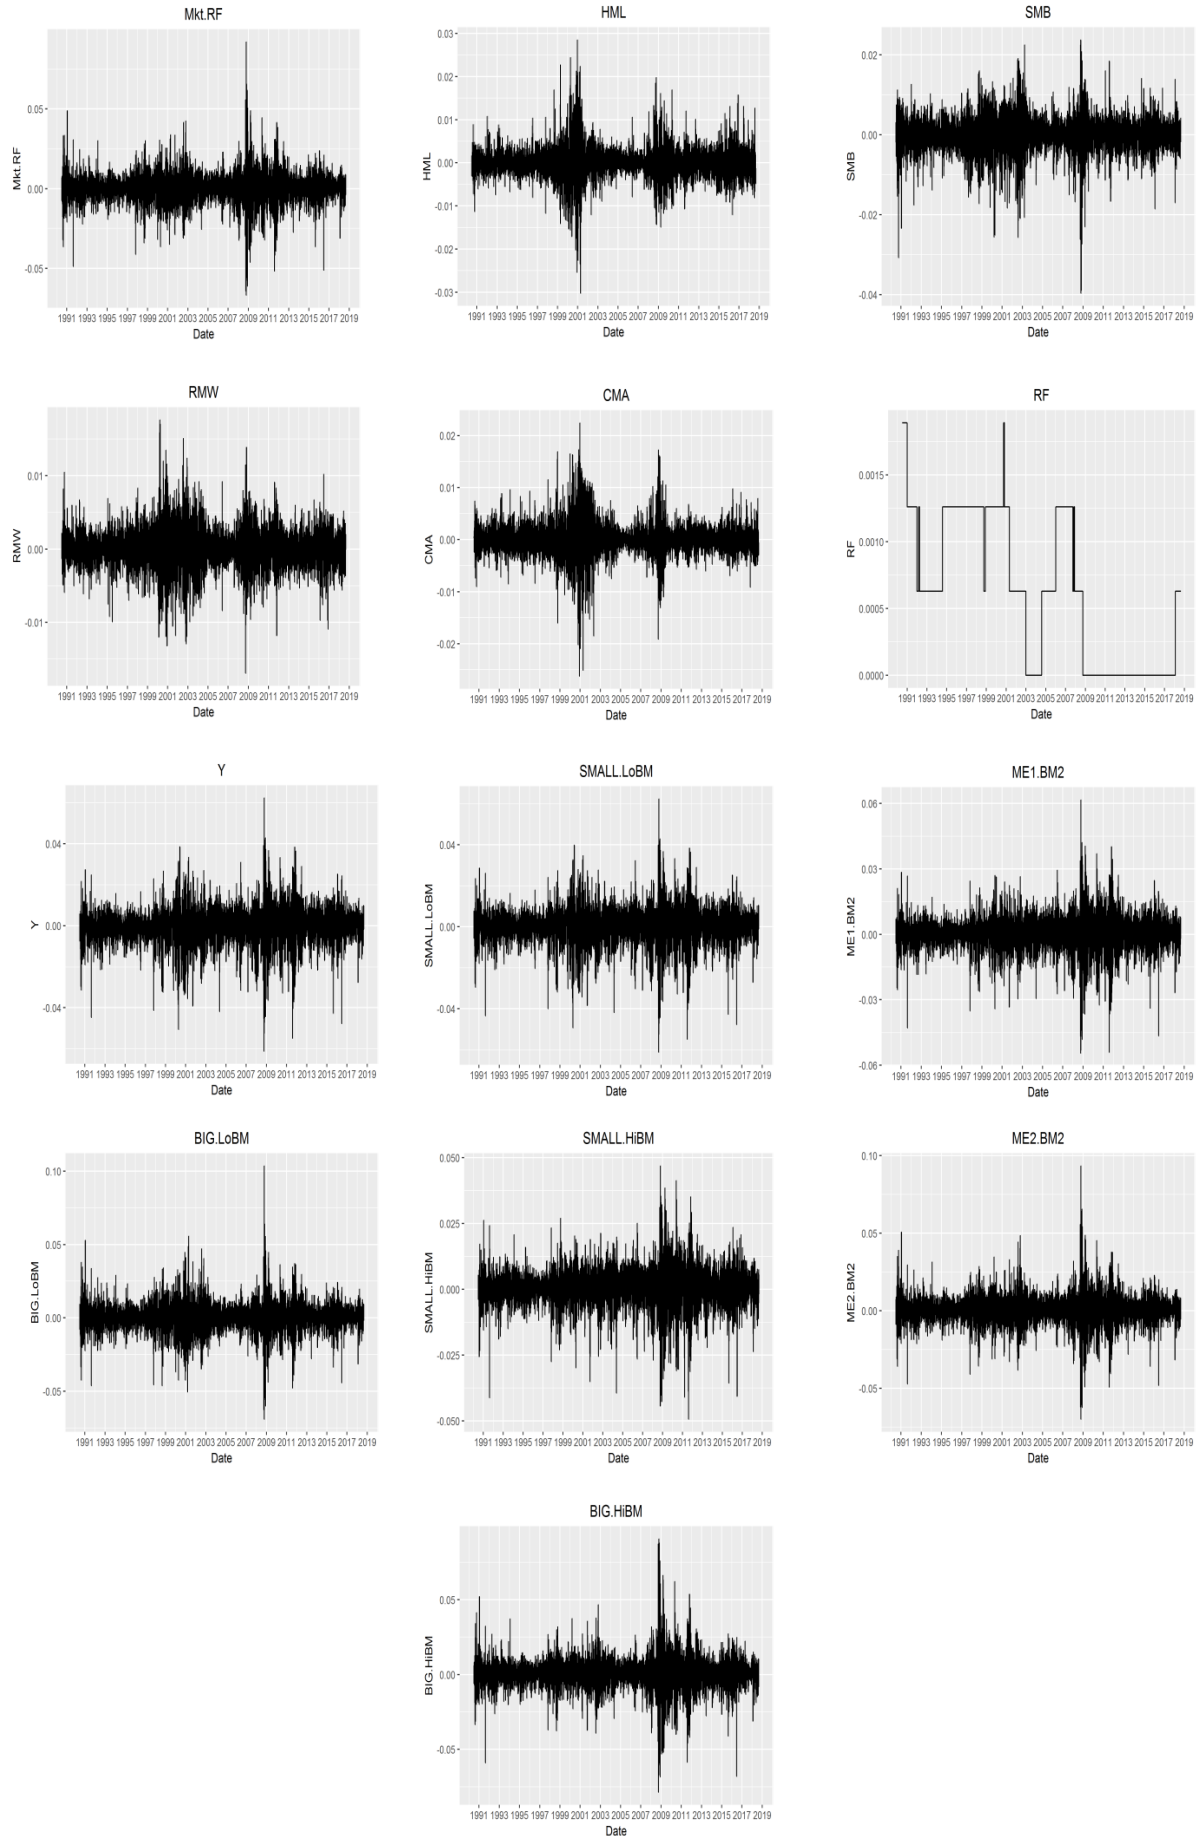 Mkt.RF
Mkt.RF
0.05
0.00
-0.05
1991 1993 1995 1997 1999 2001 2003 2005 2007 2009 2011 2013 2015 2017 2019
Date
HML
HML
0.03
0.02
0.01
0.00
-0.01
-0.02
-0.03
1991 1993 1995 1997 1999 2001 2003 2005 2007 2009 2011 2013 2015 2017 2019
Date
SMB
SMB
0.02
0.00
-0.02
-0.04
1991 1993 1995 1997 1999 2001 2003 2005 2007 2009 2011 2013 2015 2017 2019
Date
RMW
RMW
0.01
0.00
-0.01
1991 1993 1995 1997 1999 2001 2003 2005 2007 2009 2011 2013 2015 2017 2019
Date
CMA
CMA
0.02
0.01
0.00
-0.01
-0.02
1991 1993 1995 1997 1999 2001 2003 2005 2007 2009 2011 2013 2015 2017 2019
Date
RF
RF
0.0015
0.0010
0.0005
0.0000
1991 1993 1995 1997 1999 2001 2003 2005 2007 2009 2011 2013 2015 2017 2019
Date
Y
Y
0.04
0.00
-0.04
1991 1993 1995 1997 1999 2001 2003 2005 2007 2009 2011 2013 2015 2017 2019
Date
SMALL.LoBM
SMALL.LoBM
0.04
0.00
-0.04
1991 1993 1995 1997 1999 2001 2003 2005 2007 2009 2011 2013 2015 2017 2019
Date
ME1.BM2
ME1.BM2
0.06
0.03
0.00
-0.03
-0.06
1991 1993 1995 1997 1999 2001 2003 2005 2007 2009 2011 2013 2015 2017 2019
Date
BIG.LoBM
BIG.LoBM
0.10
0.05
0.00
-0.05
1991 1993 1995 1997 1999 2001 2003 2005 2007 2009 2011 2013 2015 2017 2019
Date
SMALL.HiBM
SMALL.HiBM
0.050
0.025
0.000
-0.025
-0.050
1991 1993 1995 1997 1999 2001 2003 2005 2007 2009 2011 2013 2015 2017 2019
Date
ME2.BM2
ME2.BM2
0.10
0.05
0.00
-0.05
1991 1993 1995 1997 1999 2001 2003 2005 2007 2009 2011 2013 2015 2017 2019
Date
BIG.HiBM
BIG.HiBM
0.05
0.00
-0.05
1991 1993 1995 1997 1999 2001 2003 2005 2007 2009 2011 2013 2015 2017 2019
Date